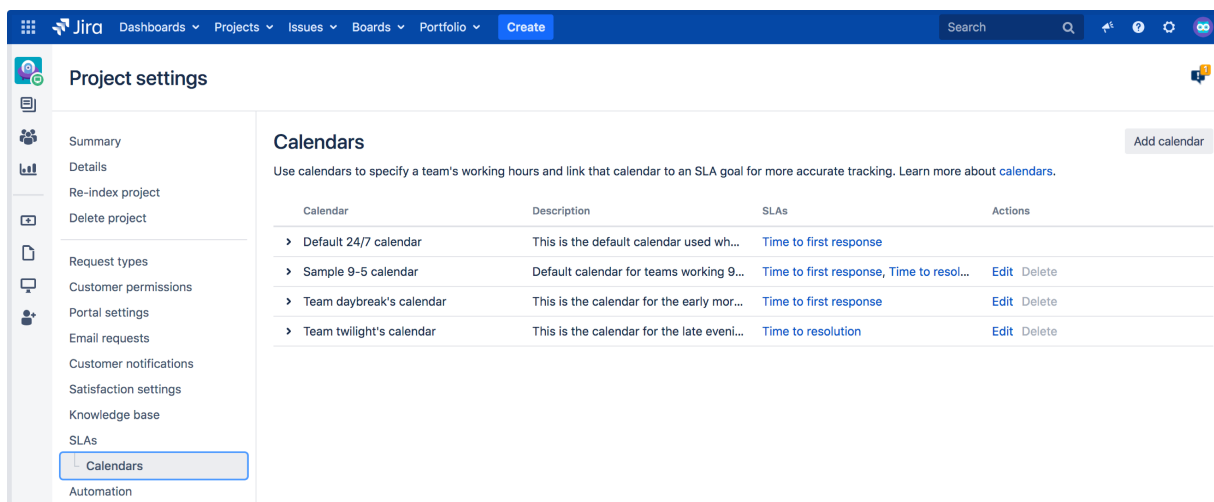 Jira Dashboards Projects Issues Boards Portfolio Create Search
Project settings
Summary
Details
Re-index project
Delete project
Request types
Customer permissions
Portal settings
Email requests
Customer notifications
Satisfaction settings
Knowledge base
SLAs
Calendars
Automation
Calendars
Add calendar
Use calendars to specify a team's working hours and link that calendar to an SLA goal for more accurate tracking. Learn more about calendars.
Calendar Description SLAs Actions
Default 24/7 calendar This is the default calendar used wh... Time to first response
Sample 9-5 calendar Default calendar for teams working 9... Time to first response, Time to resol... Edit Delete
Team daybreak's calendar This is the calendar for the early mor... Time to first response Edit Delete
Team twilight's calendar This is the calendar for the late eveni... Time to resolution Edit Delete